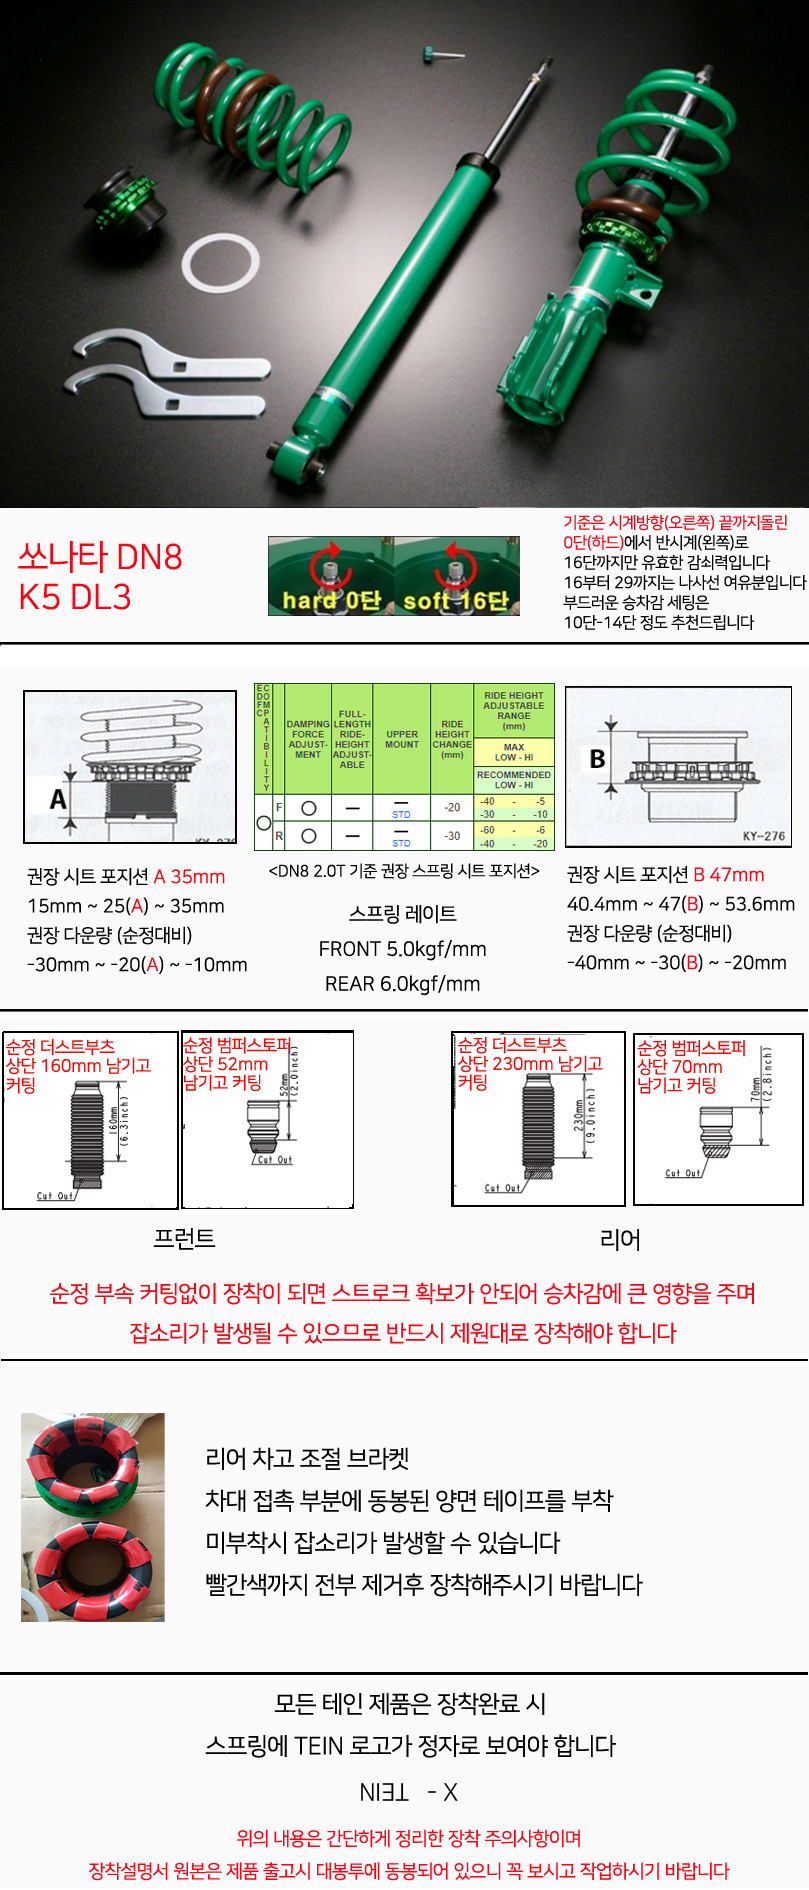 쏘나타 DN8
K5 DL3
hard 0단
soft 16단
기준은 시계방향(오른쪽) 끝까지돌린
0단(하드)에서 반시계(왼쪽)로
16단까지만 유효한 감쇠력입니다
16부터 29까지는 나사선 여유분입니다
부드러운 승차감 세팅은
10단-14단 정도 추천드립니다
A
KY-276
권장 시트 포지션 A 35mm
15mm ~ 25(A) ~ 35mm
권장 다운량 (순정대비)
-30mm ~ -20(A) ~ -10mm
EDFC COMPATIBILITY
DAMPING FORCE ADJUST-MENT
FULL-LENGTH RIDE-HEIGHT ADJUST-ABLE
UPPER MOUNT
RIDE HEIGHT CHANGE (mm)
RIDE HEIGHT ADJUSTABLE RANGE (mm)
MAX LOW - HI
RECOMMENDED LOW - HI
F ○ — — STD -20 -40 - -5
-30 - -10
○
R ○ — — STD -30 -60 - -6
-40 - -20
<DN8 2.0T 기준 권장 스프링 시트 포지션>
스프링 레이트
FRONT 5.0kgf/mm
REAR 6.0kgf/mm
B
KY-276
권장 시트 포지션 B 47mm
40.4mm ~ 47(B) ~ 53.6mm
권장 다운량 (순정대비)
-40mm ~ -30(B) ~ -20mm
순정 더스트부츠
상단 160mm 남기고
커팅
160mm
(6.3inch)
Cut Out
순정 범퍼스토퍼
상단 52mm
남기고 커팅
52mm
(2.0inch)
Cut Out
프런트
순정 더스트부츠
상단 230mm 남기고
커팅
230mm
(9.0inch)
Cut Out
순정 범퍼스토퍼
상단 70mm
남기고 커팅
70mm
(2.8inch)
Cut Out
리어
순정 부속 커팅없이 장착이 되면 스트로크 확보가 안되어 승차감에 큰 영향을 주며
잡소리가 발생될 수 있으므로 반드시 제원대로 장착해야 합니다
3M
리어 차고 조절 브라켓
차대 접촉 부분에 동봉된 양면 테이프를 부착
미부착시 잡소리가 발생할 수 있습니다
빨간색까지 전부 제거후 장착해주시기 바랍니다
모든 테인 제품은 장착완료 시
스프링에 TEIN 로고가 정자로 보여야 합니다
TEIN - X
위의 내용은 간단하게 정리한 장착 주의사항이며
장착설명서 원본은 제품 출고시 대봉투에 동봉되어 있으니 꼭 보시고 작업하시기 바랍니다